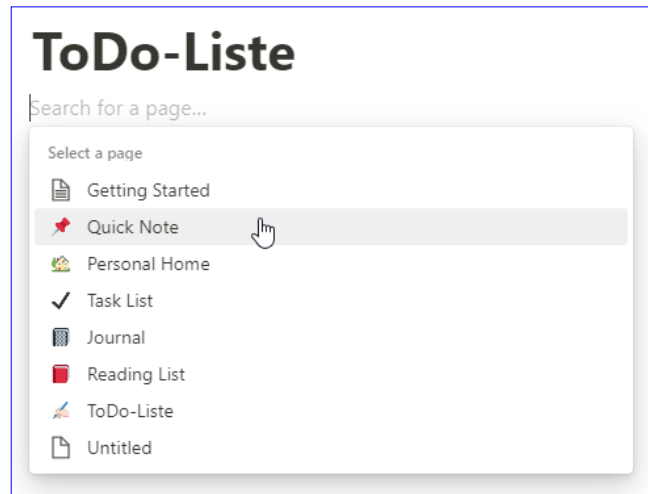 ToDo-Liste
Search for a page...
Select a page
Getting Started
Quick Note
Personal Home
Task List
Journal
Reading List
ToDo-Liste
Untitled